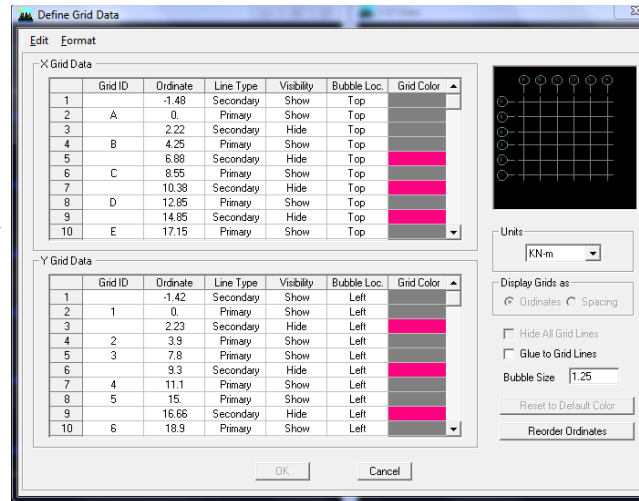 Define Grid Data
Edit Format
X Grid Data
Grid ID Ordinate Line Type Visibility Bubble Loc. Grid Color
1 -1.48 Secondary Show Top
2 A 0. Primary Show Top
3 2.22 Secondary Hide Top
4 B 4.25 Primary Show Top
5 6.88 Secondary Hide Top
6 C 8.55 Primary Show Top
7 10.38 Secondary Hide Top
8 D 12.85 Primary Show Top
9 14.85 Secondary Hide Top
10 E 17.15 Primary Show Top
Units
KN-m
Y Grid Data
Grid ID Ordinate Line Type Visibility Bubble Loc. Grid Color
1 -1.42 Secondary Show Left
2 1 0. Primary Show Left
3 2.23 Secondary Hide Left
4 2 3.9 Primary Show Left
5 3 7.8 Primary Show Left
6 9.3 Secondary Hide Left
7 4 11.1 Primary Show Left
8 5 15. Primary Show Left
9 16.66 Secondary Hide Left
10 6 18.9 Primary Show Left
Display Grids as
Ordinates Spacing
Hide All Grid Lines
Glue to Grid Lines
Bubble Size 1.25
Reset to Default Color
Reorder Ordinates
OK Cancel